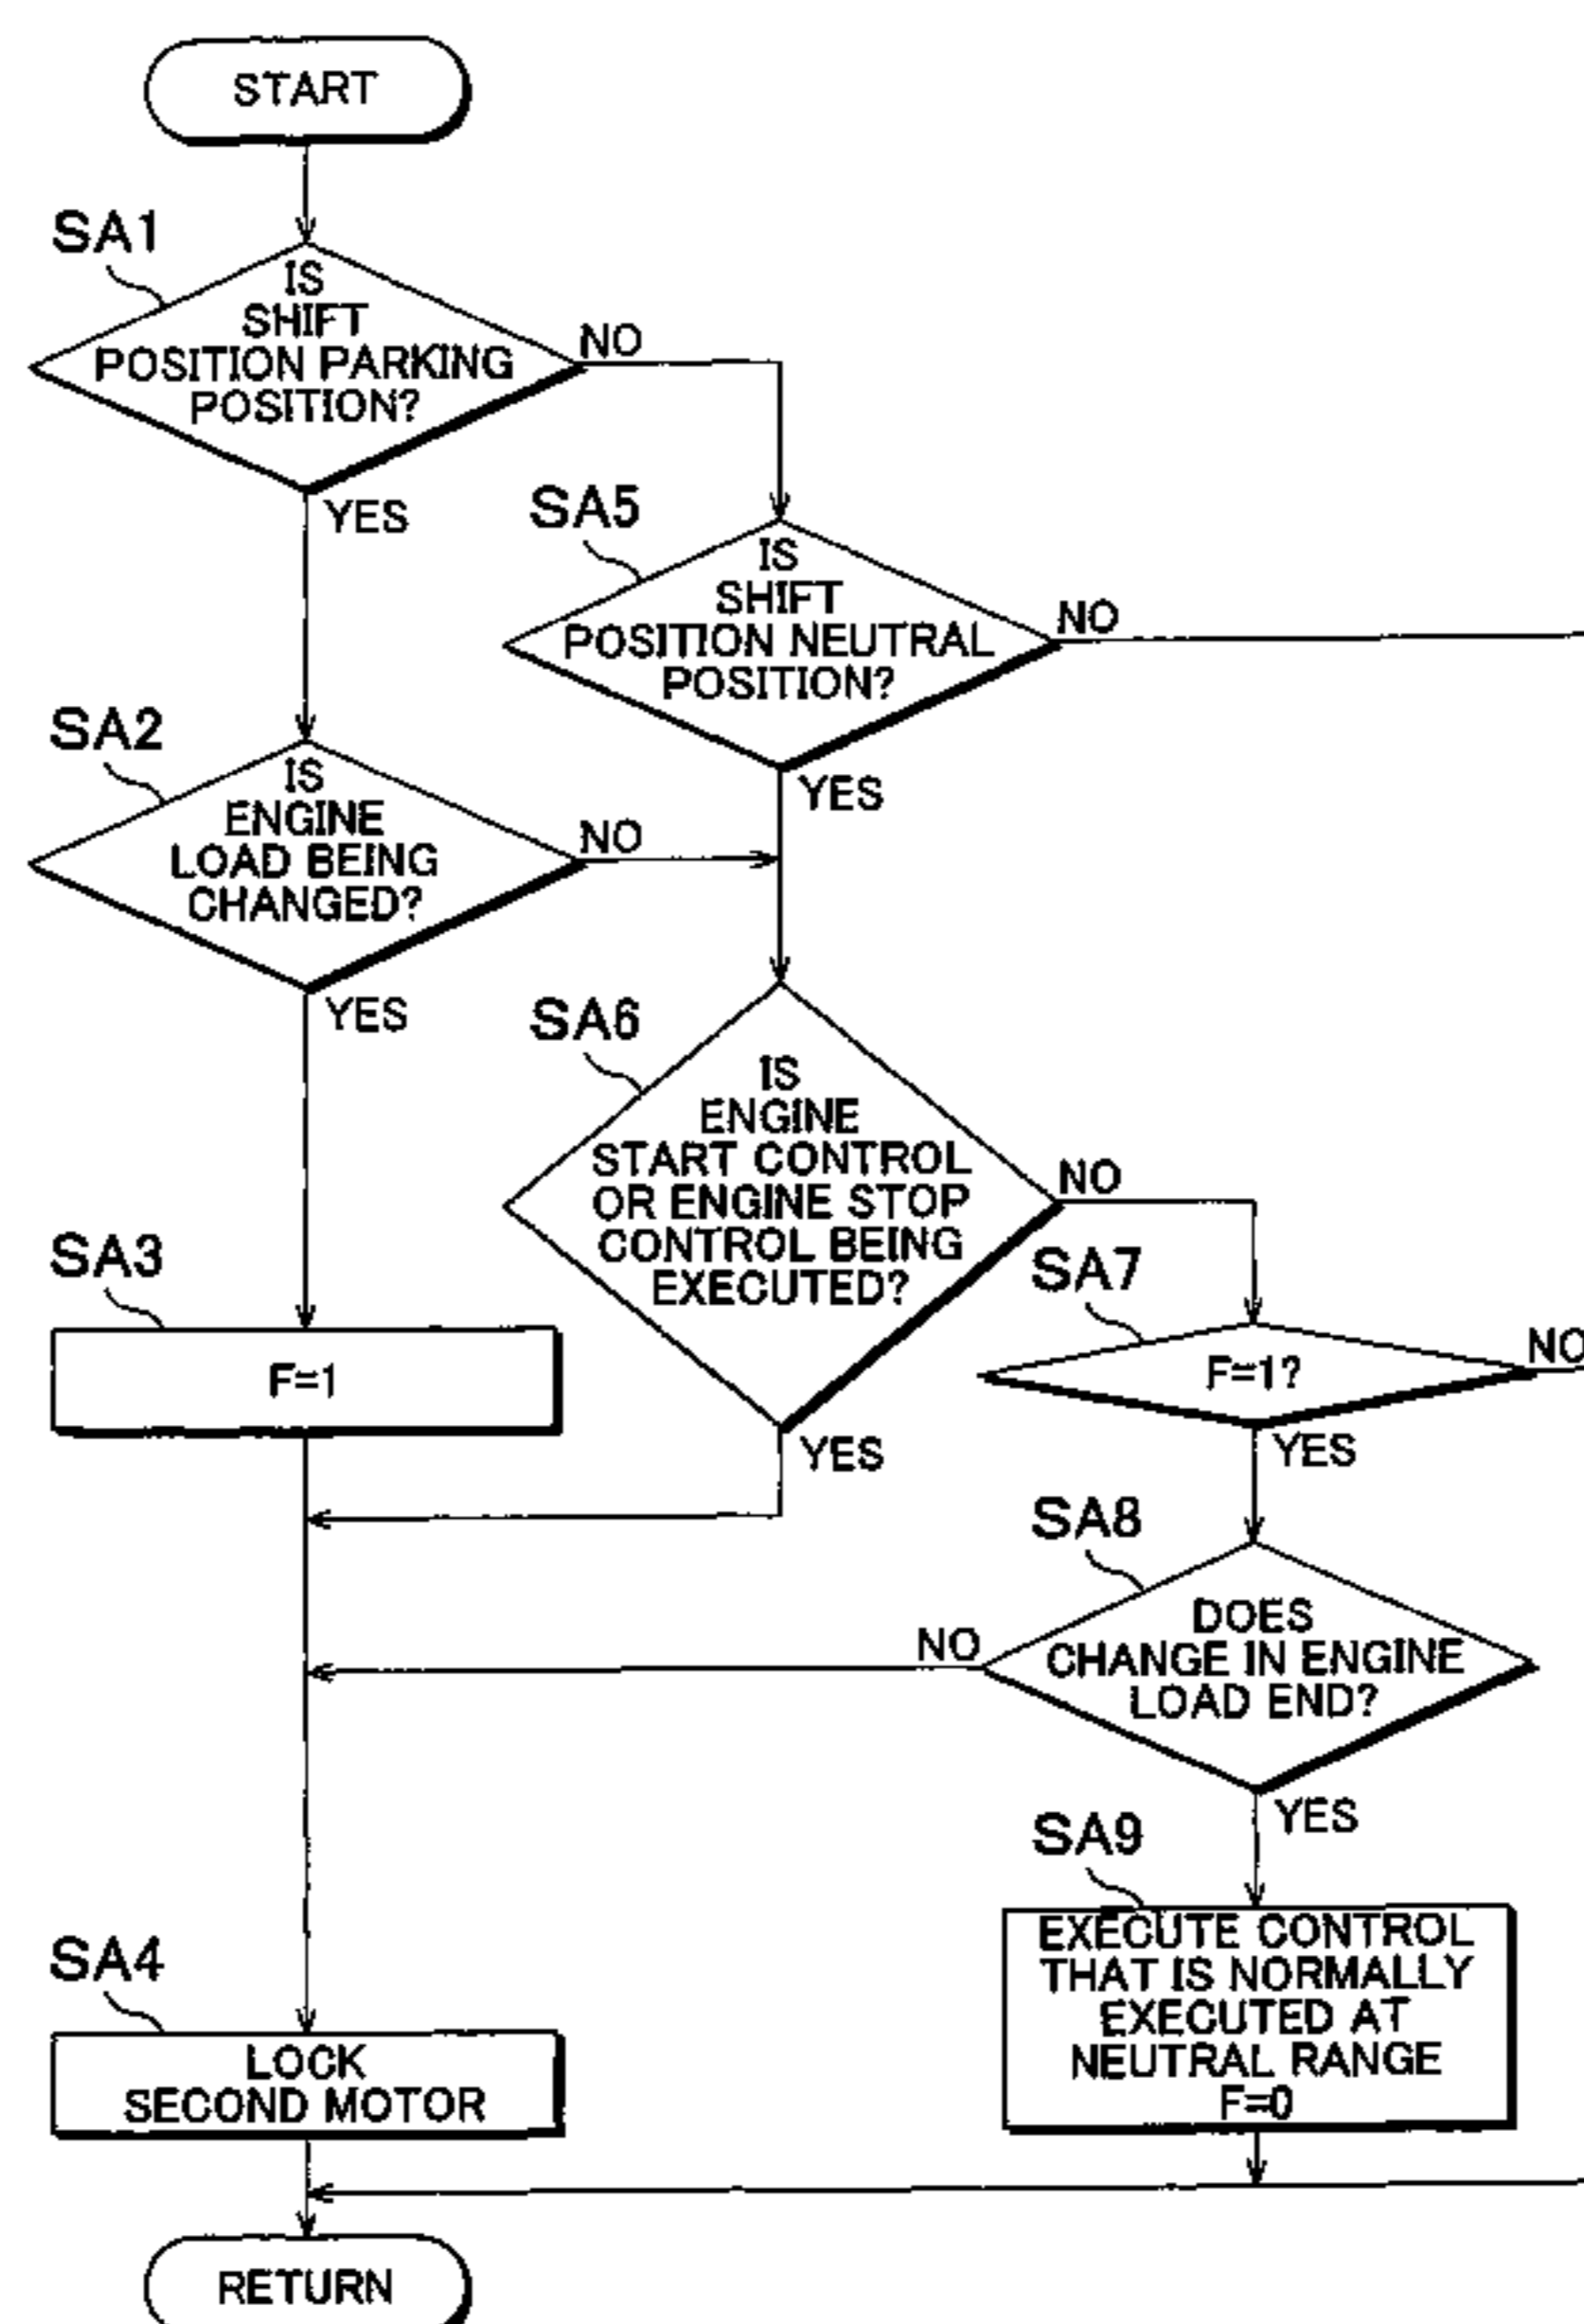 START
SA1
IS
SHIFT
POSITION PARKING
POSITION?
NO
YES
SA5
IS
SHIFT
POSITION NEUTRAL
POSITION?
NO
YES
SA2
IS
ENGINE
LOAD BEING
CHANGED?
NO
YES
SA6
IS
ENGINE
START CONTROL
OR ENGINE STOP
CONTROL BEING
EXECUTED?
NO
YES
SA3
F=1
SA7
F=1?
NO
YES
SA8
DOES
CHANGE IN ENGINE
LOAD END?
NO
YES
SA9
EXECUTE CONTROL
THAT IS NORMALLY
EXECUTED AT
NEUTRAL RANGE
F=0
SA4
LOCK
SECOND MOTOR
RETURN